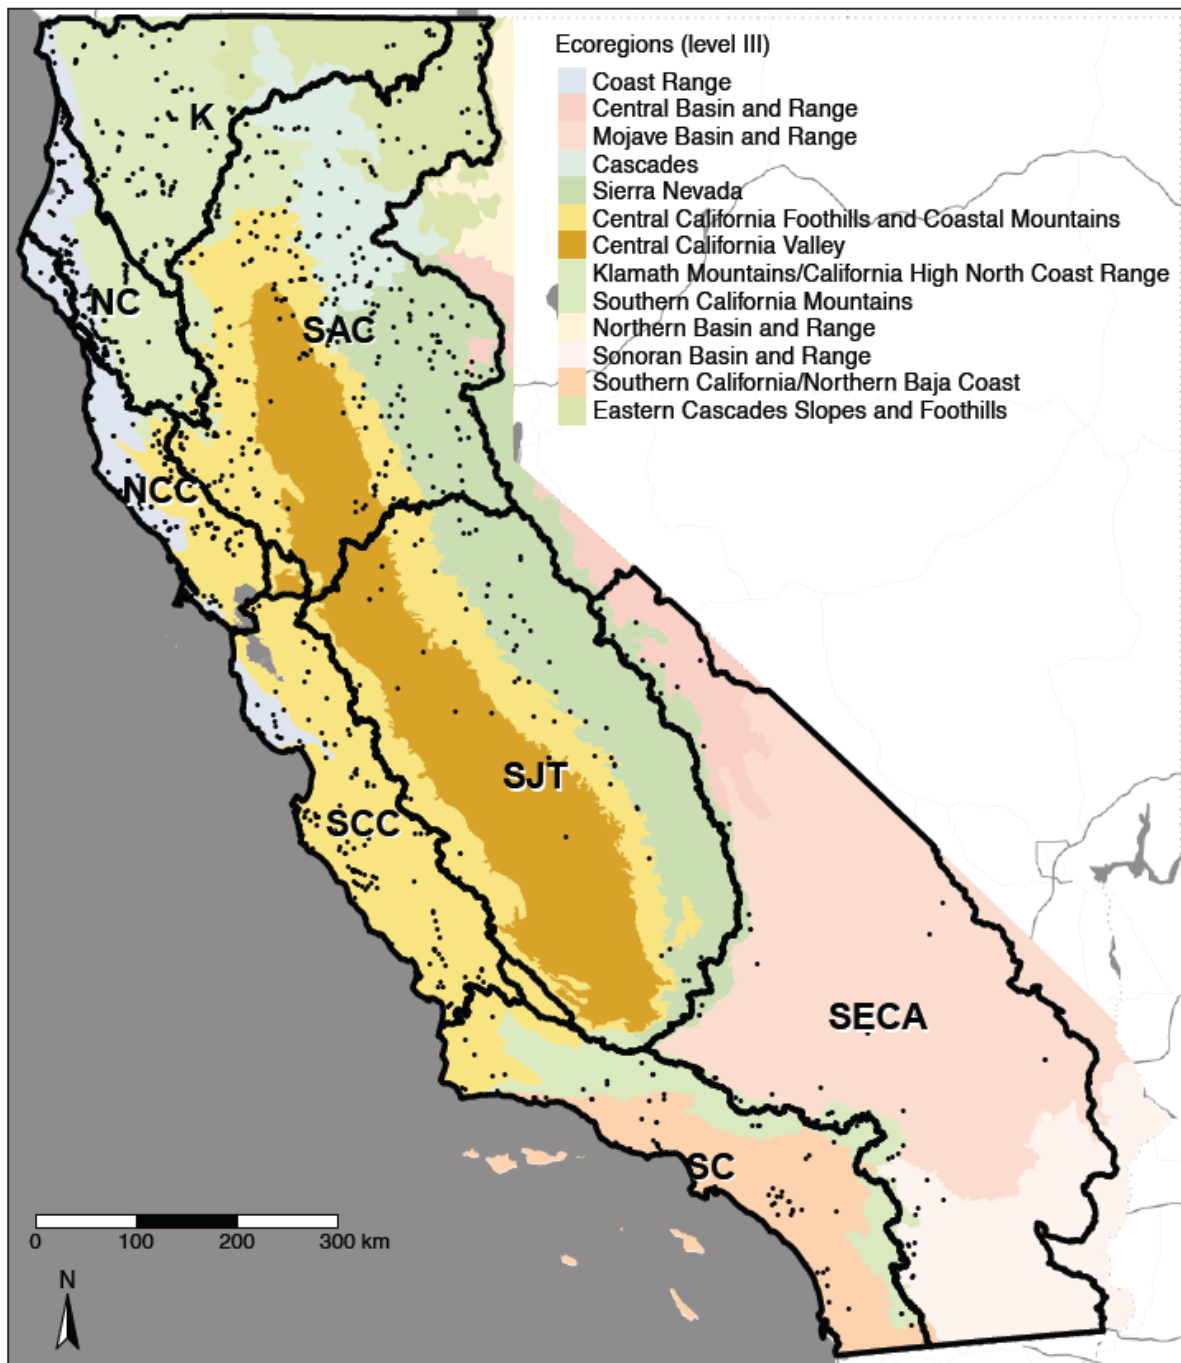 Ecoregions (level III)
Coast Range
Central Basin and Range
Mojave Basin and Range
Cascades
Sierra Nevada
Central California Foothills and Coastal Mountains
Central California Valley
Klamath Mountains/California High North Coast Range
Southern California Mountains
Northern Basin and Range
Sonoran Basin and Range
Southern California/Northern Baja Coast
Eastern Cascades Slopes and Foothills
K
NC
SAC
NCC
SJT
SCC
SECA
SC
0 100 200 300 km
N